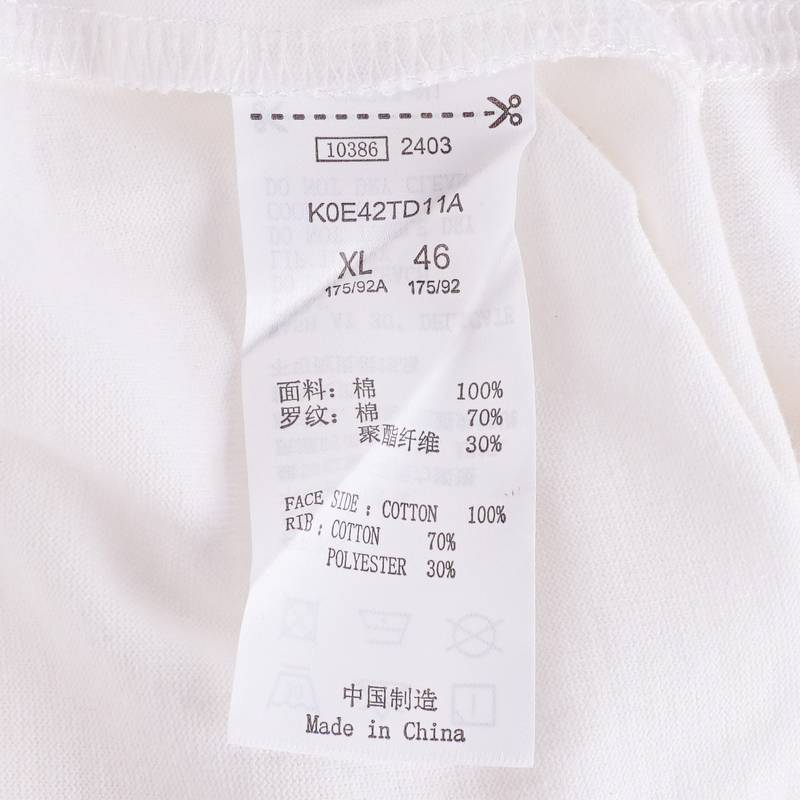 10386 2403
K0E42TD11A
XL 46
175/92A 175/92
面料：棉 100%
罗纹：棉 70%
聚酯纤维 30%
FACE SIDE: COTTON 100%
RIB: COTTON 70%
POLYESTER 30%
中国制造
Made in China